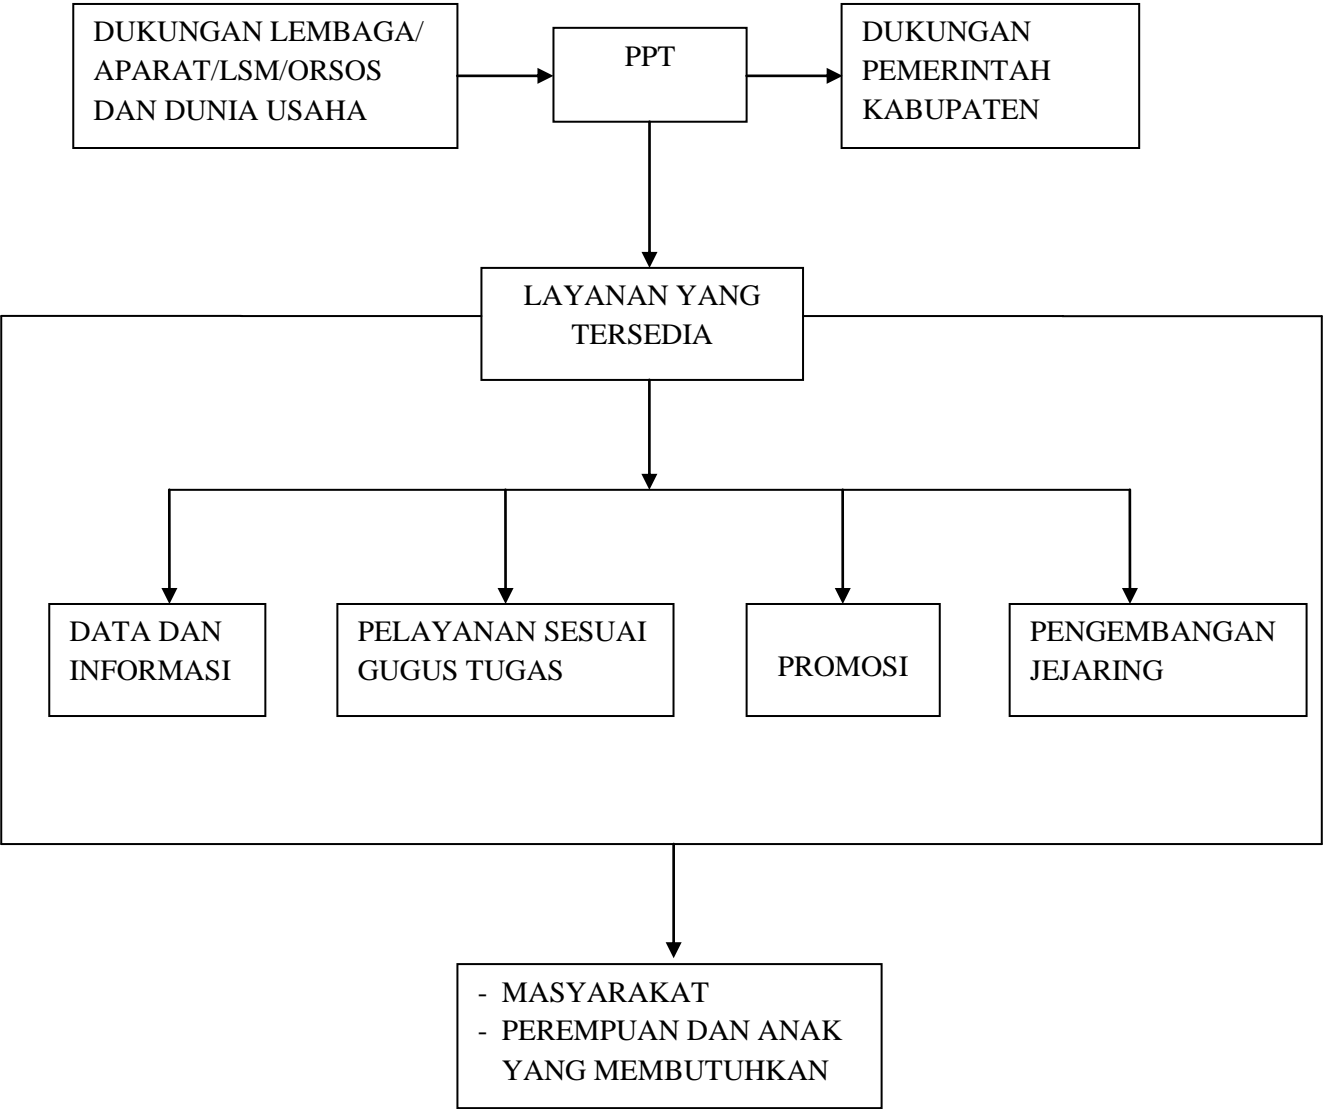 DUKUNGAN LEMBAGA/
APARAT/LSM/ORSOS
DAN DUNIA USAHA
PPT
DUKUNGAN
PEMERINTAH
KABUPATEN
LAYANAN YANG
TERSEDIA
DATA DAN
INFORMASI
PELAYANAN SESUAI
GUGUS TUGAS
PROMOSI
PENGEMBANGAN
JEJARING
- MASYARAKAT
- PEREMPUAN DAN ANAK
YANG MEMBUTUHKAN